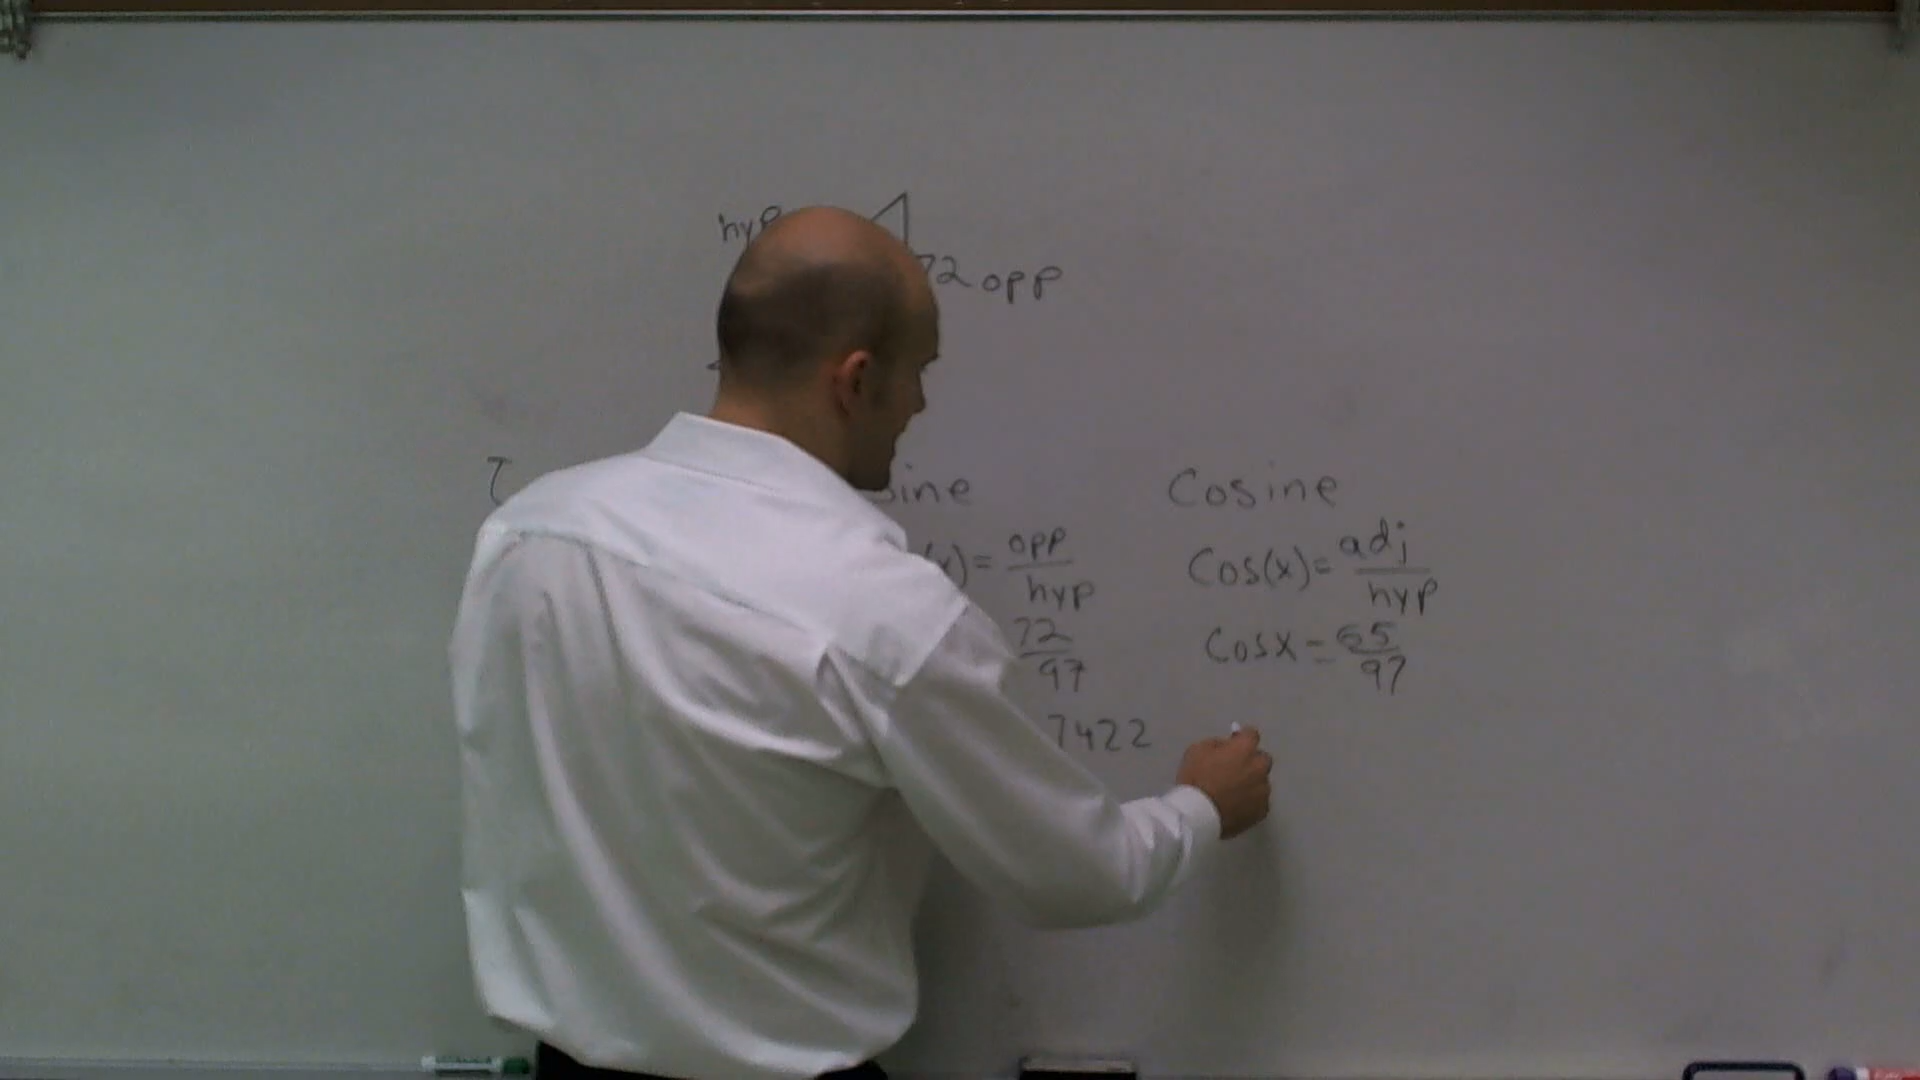 hyp
72 opp
sine
Cosine
(x) = opp/hyp
Cos(x) = adj/hyp
72/97
Cosx = 65/97
7422